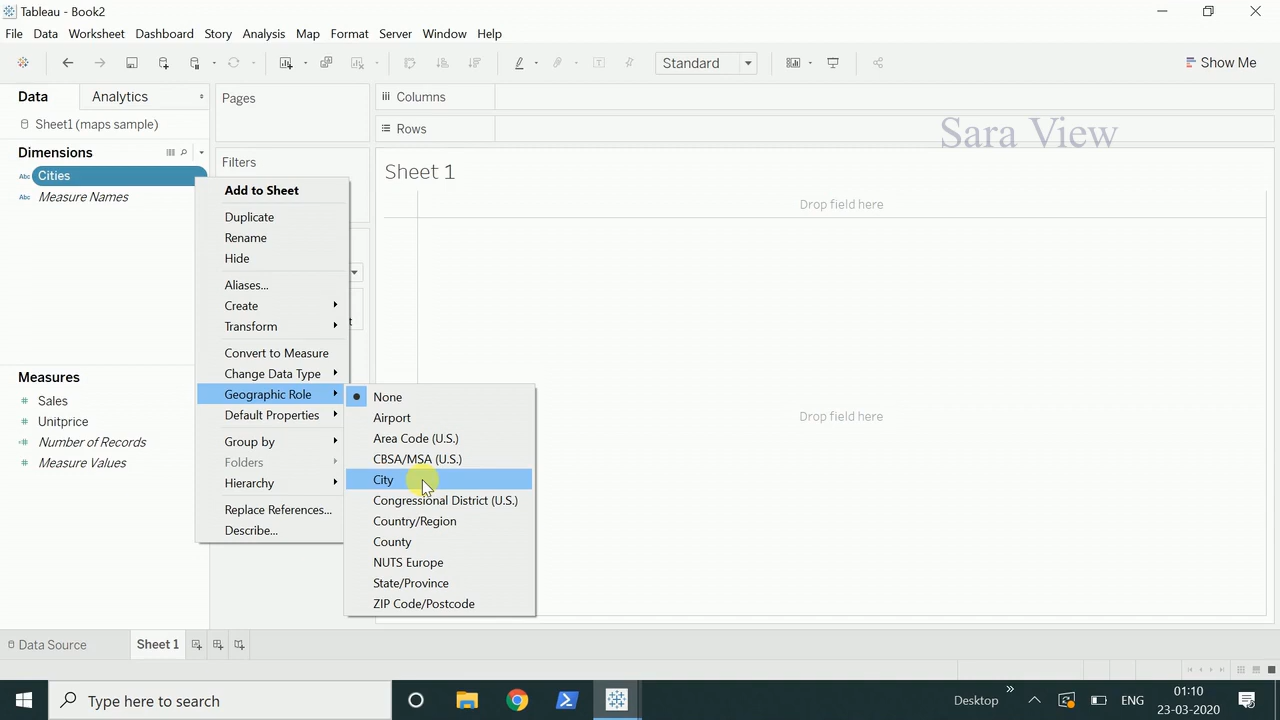 Tableau - Book2
File Data Worksheet Dashboard Story Analysis Map Format Server Window Help
Standard
Show Me
Data
Analytics
Pages
Columns
Sheet1 (maps sample)
Rows
Sara View
Dimensions
Filters
Abc Cities
Abc Measure Names
Sheet 1
Drop field here
Drop field here
Add to Sheet
Duplicate
Rename
Hide
Aliases...
Create
Transform
Convert to Measure
Change Data Type
Geographic Role
Default Properties
Group by
Folders
Hierarchy
Replace References...
Describe...
None
Airport
Area Code (U.S.)
CBSA/MSA (U.S.)
City
Congressional District (U.S.)
Country/Region
County
NUTS Europe
State/Province
ZIP Code/Postcode
Measures
Sales
Unitprice
Number of Records
Measure Values
Data Source
Sheet 1
Type here to search
Desktop
ENG
01:10
23-03-2020